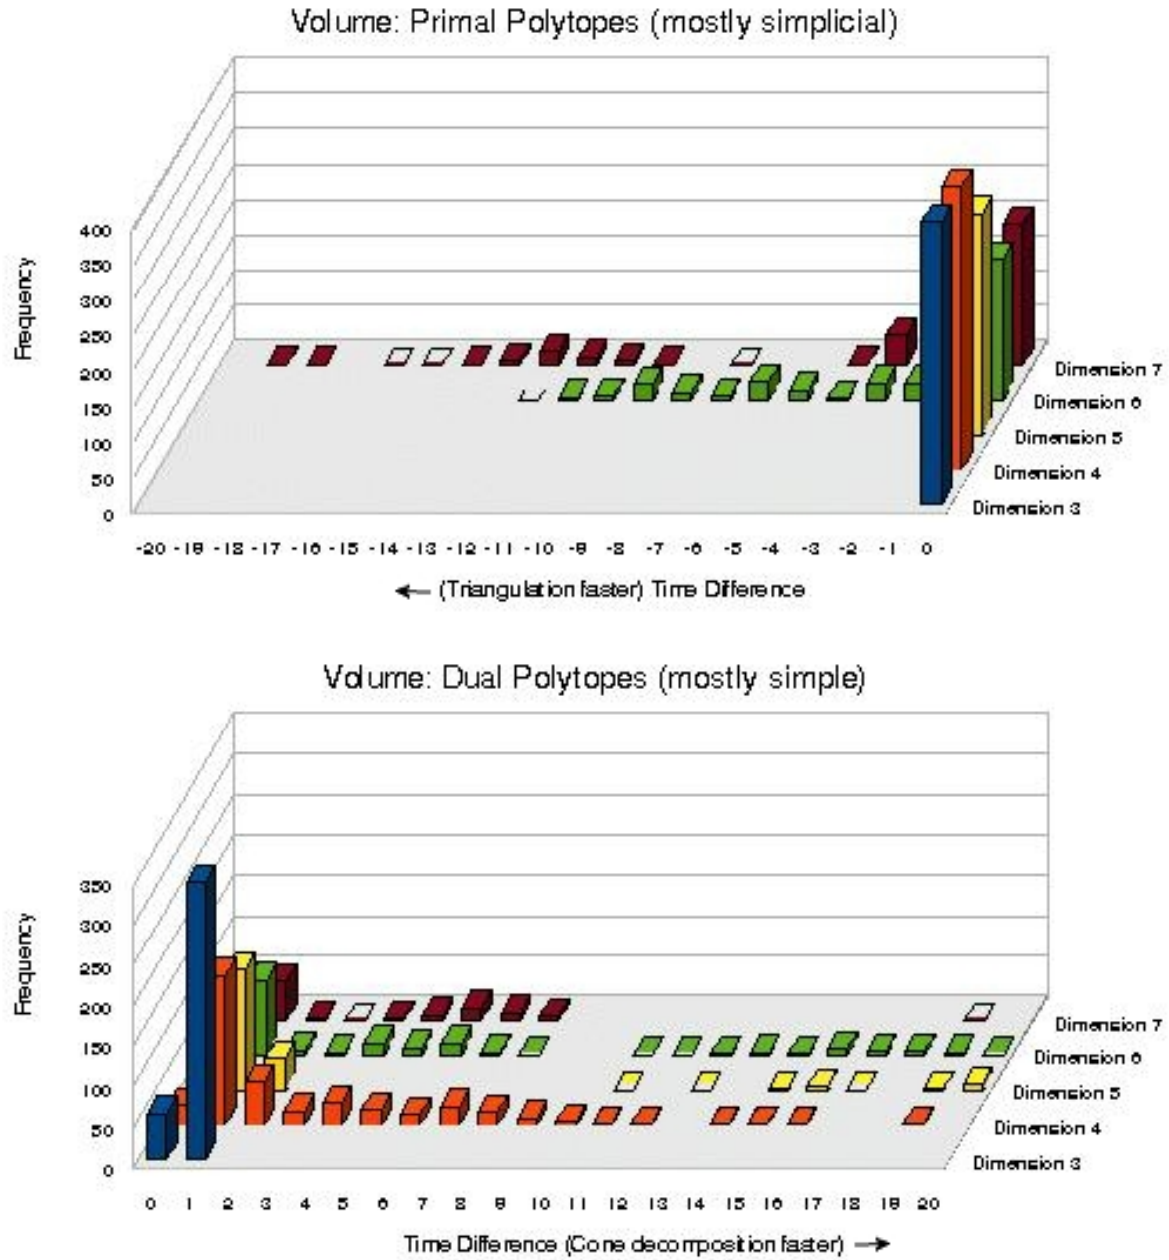 Volume: Primal Polytopes (mostly simplicial)
Frequency
400
350
300
250
200
150
100
50
0
Dimension 7
Dimension 6
Dimension 5
Dimension 4
Dimension 3
-20 -19 -18 -17 -16 -15 -14 -13 -12 -11 -10 -9 -8 -7 -6 -5 -4 -3 -2 -1 0
← (Triangulation faster) Time Difference
Volume: Dual Polytopes (mostly simple)
Frequency
350
300
250
200
150
100
50
0
Dimension 7
Dimension 6
Dimension 5
Dimension 4
Dimension 3
0 1 2 3 4 5 6 7 8 9 10 11 12 13 14 15 16 17 18 19 20
Time Difference (Cone decomposition faster) →